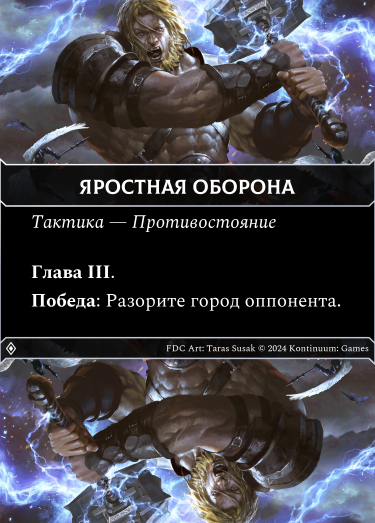 ЯРОСТНАЯ ОБОРОНА
Тактика — Противостояние
Глава III.
Победа: Разорите город оппонента.
FDC Art: Taras Susak © 2024 Kontinuum: Games